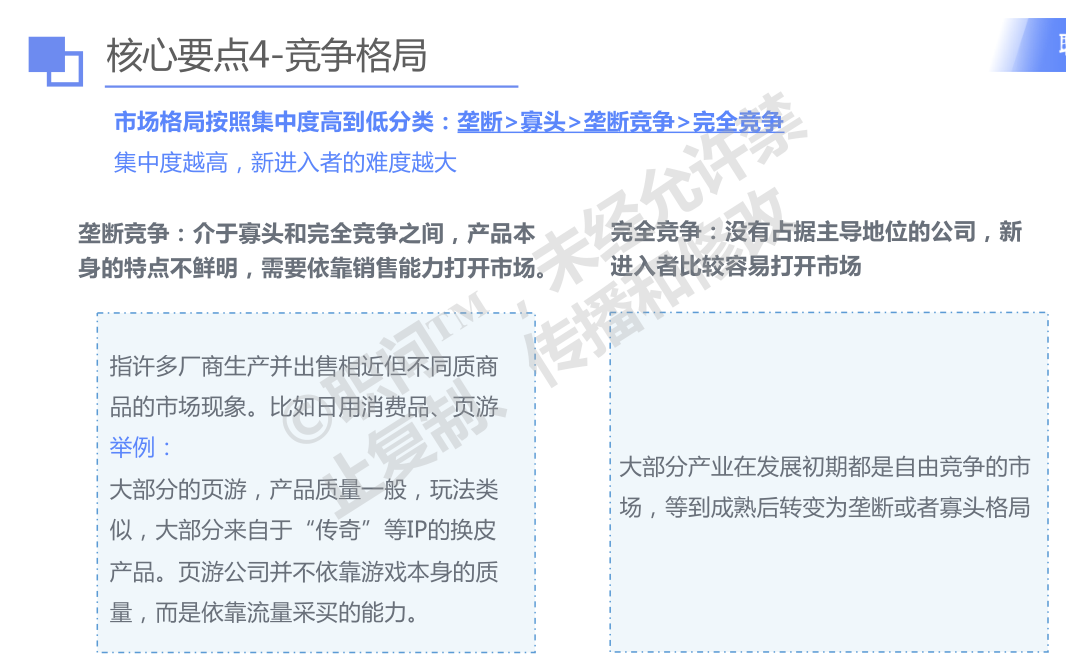 核心要点4-竞争格局
市场格局按照集中度高到低分类：垄断>寡头>垄断竞争>完全竞争
集中度越高，新进入者的难度越大
垄断竞争：介于寡头和完全竞争之间，产品本
身的特点不鲜明，需要依靠销售能力打开市场。
指许多厂商生产并出售相近但不同质商
品的市场现象。比如日用消费品、页游
举例：
大部分的页游，产品质量一般，玩法类
似，大部分来自于“传奇”等IP的换皮
产品。页游公司并不依靠游戏本身的质
量，而是依靠流量采买的能力。
完全竞争：没有占据主导地位的公司，新
进入者比较容易打开市场
大部分产业在发展初期都是自由竞争的市
场，等到成熟后转变为垄断或者寡头格局
©职问™，未经允许禁
止复制、传播和修改